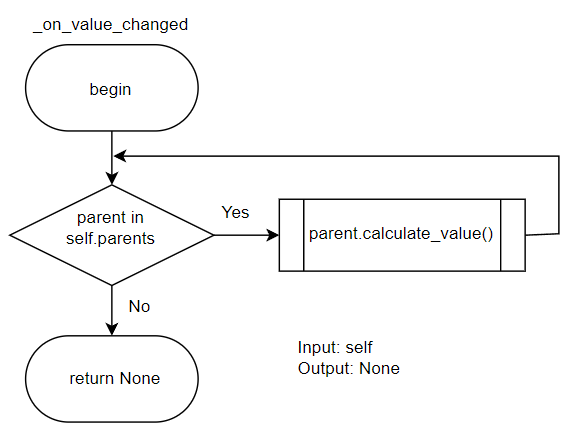 _on_value_changed
begin
parent in
self.parents
Yes
parent.calculate_value()
No
return None
Input: self
Output: None